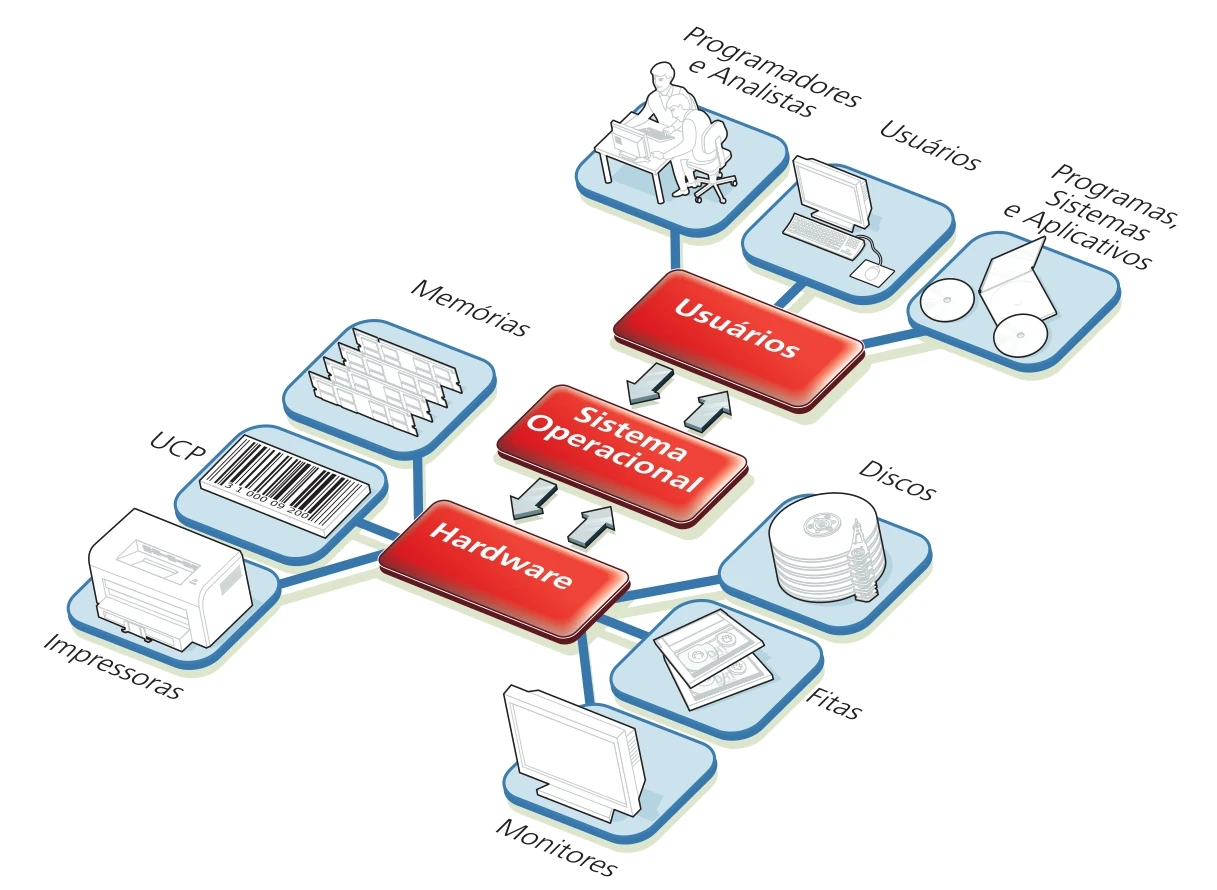 Programadores
e Analistas
Usuários
Programas,
Sistemas
e Aplicativos
Usuários
Memórias
Sistema
Operacional
UCP
3 1 000 09 200
Discos
Hardware
Impressoras
Fitas
Monitores